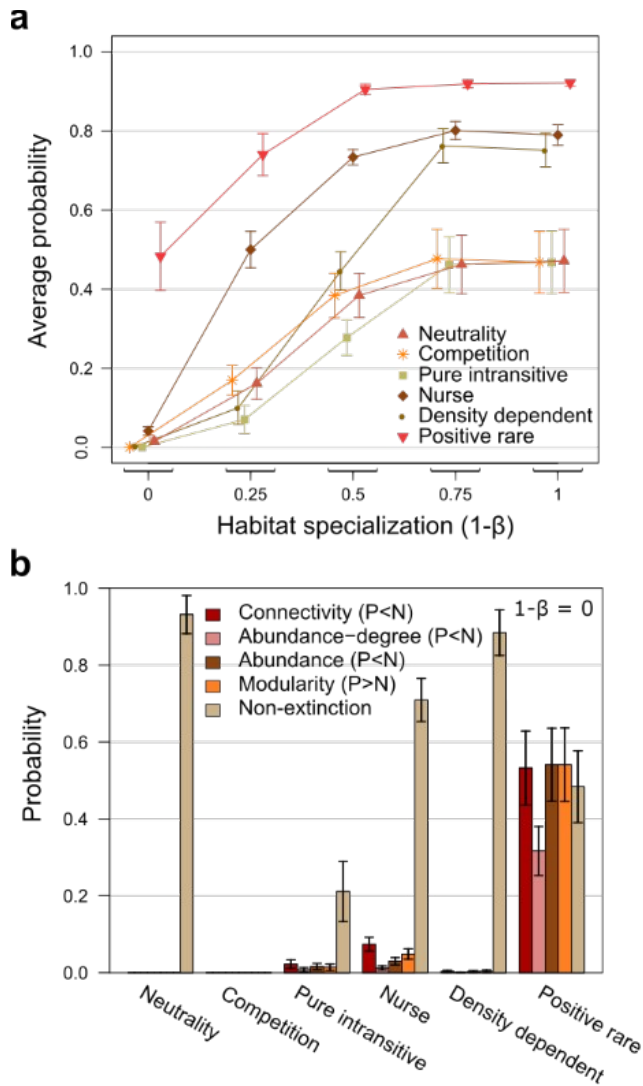 a
Average probability
1.0
0.8
0.6
0.4
0.2
0.0
Neutrality
Competition
Pure intransitive
Nurse
Density dependent
Positive rare
0 0.25 0.5 0.75 1
Habitat specialization (1-β)
b
Probability
1.0
0.8
0.6
0.4
0.2
0.0
Connectivity (P<N)
Abundance-degree (P<N)
Abundance (P<N)
Modularity (P>N)
Non-extinction
1-β = 0
Neutrality
Competition
Pure intransitive
Nurse
Density dependent
Positive rare